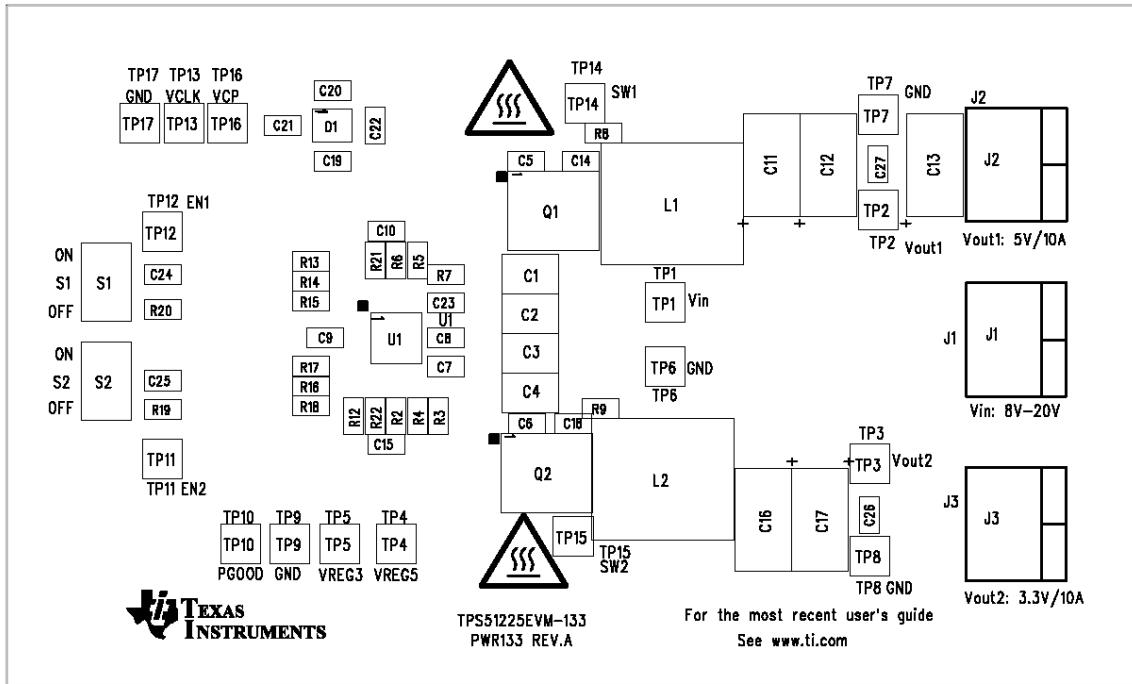 TP17 TP13 TP16
GND VCLK VCP
TP17 TP13 TP16
C20
C21 D1 C22
C19
TP14
TP14 SW1
R8
TP7
TP7 GND
J2
J2
C5 C14
C11 C12 C27 C13
Q1 L1
TP2
TP2 Vout1
Vout1: 5V/10A
TP12 EN1
TP12
ON
S1 S1
OFF
C24
R20
C10
R21 R6 R5
R13
R14
R15
R7
C23
U1
U1
C9
C8
C7
C1
C2
C3
C4
TP1
TP1 Vin
TP6 GND
TP6
J1 J1
Vin: 8V-20V
ON
S2 S2
OFF
C25
R19
R17
R16
R18
R12 R22 R2 R4 R3
C15
C6 C18
R9
Q2 L2
TP11
TP11 EN2
TP3
TP3 Vout2
C16 C17 C26
J3 J3
TP8
TP8 GND
Vout2: 3.3V/10A
TP15
TP15
SW2
TP10 TP9 TP5 TP4
TP10 TP9 TP5 TP4
PGOOD GND VREG3 VREG5
ti
TEXAS
INSTRUMENTS
TPS51225EVM-133
PWR133 REV.A
For the most recent user's guide
See www.ti.com